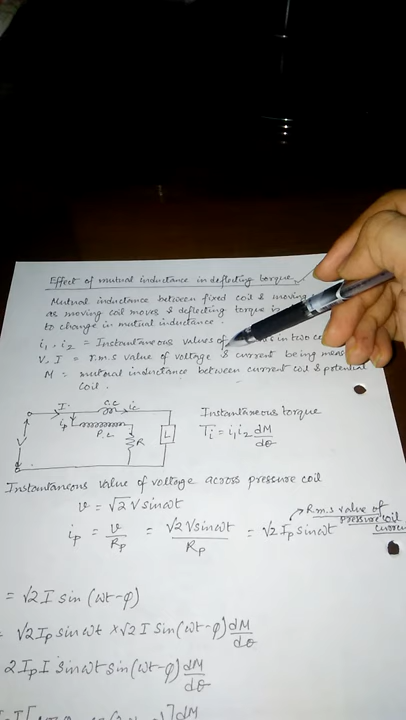 Effect of mutual inductance in deflecting torque
Mutual inductance between fixed coil & moving
as moving coil moves & deflecting torque is
to change in mutual inductance.
i1, i2 = Instantaneous values of in two
V, I = r.m.s value of voltage & current being
M = mutual inductance between current coil & potential
coil.
I C.C ic
ip P.C
V R L
Instantaneous torque
Ti = i1 i2 dM/dθ
Instantaneous value of voltage across pressure coil
v = √2 V sinωt
R.m.s value of
pressure coil
ip = v/Rp = √2 V sinωt/Rp = √2 Ip sinωt
= √2 I sin(ωt-φ)
= √2 Ip sinωt × √2 I sin(ωt-φ) dM/dθ
2 Ip I sinωt sin(ωt-φ) dM/dθ